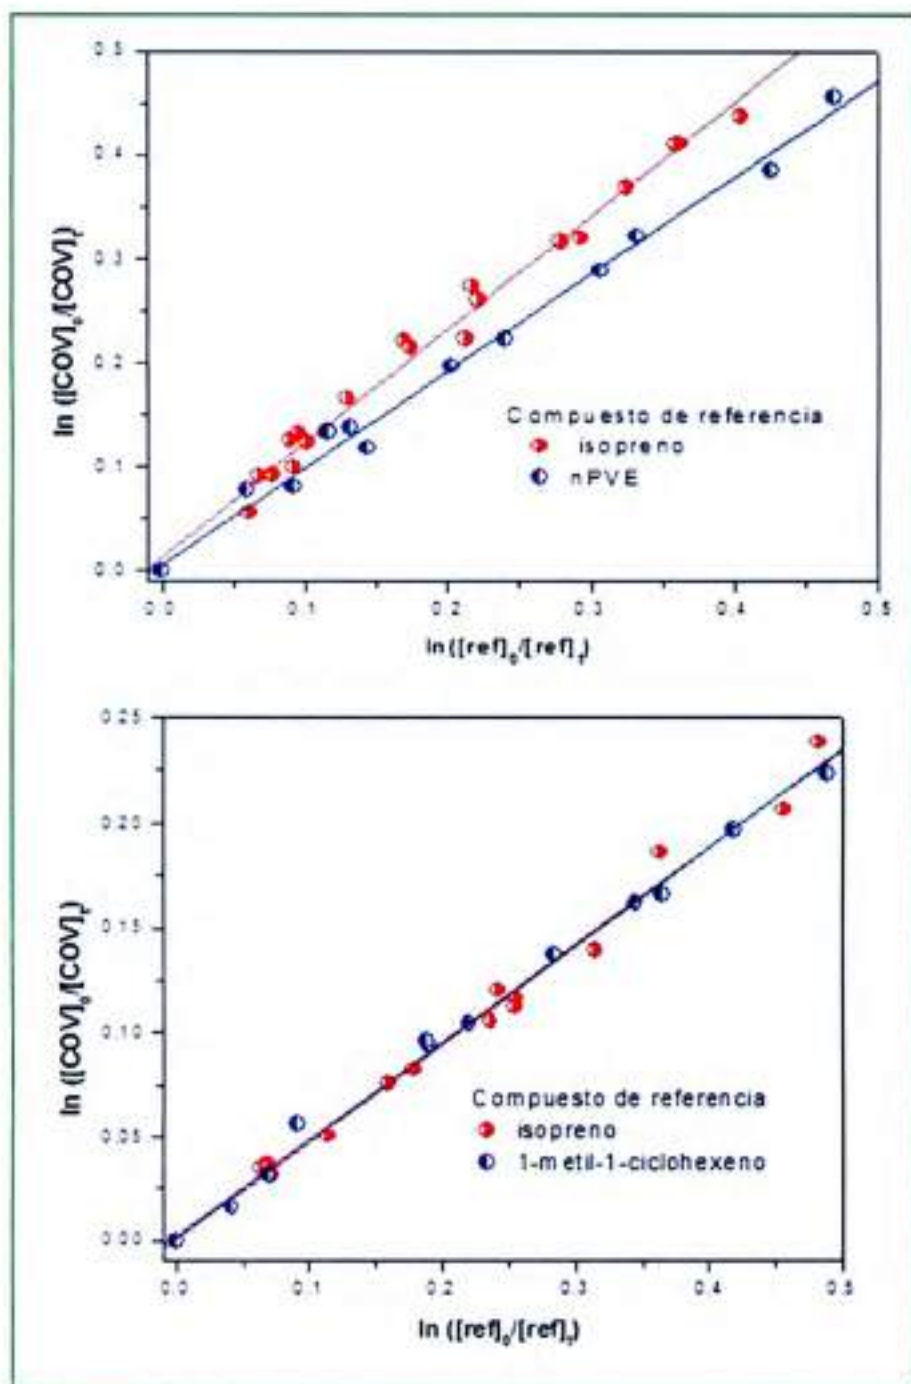 0.5
0.4
0.3
0.2
0.1
0.0
ln ([COV]₀/[COV]ₜ)
Compuesto de referencia
isopreno
nPVE
0.0 0.1 0.2 0.3 0.4 0.5
ln ([ref]₀/[ref]ₜ)
0.25
0.20
0.15
0.10
0.05
0.00
ln ([COV]₀/[COV]ₜ)
Compuesto de referencia
isopreno
1-metil-1-ciclohexeno
0.0 0.1 0.2 0.3 0.4 0.5
ln ([ref]₀/[ref]ₜ)